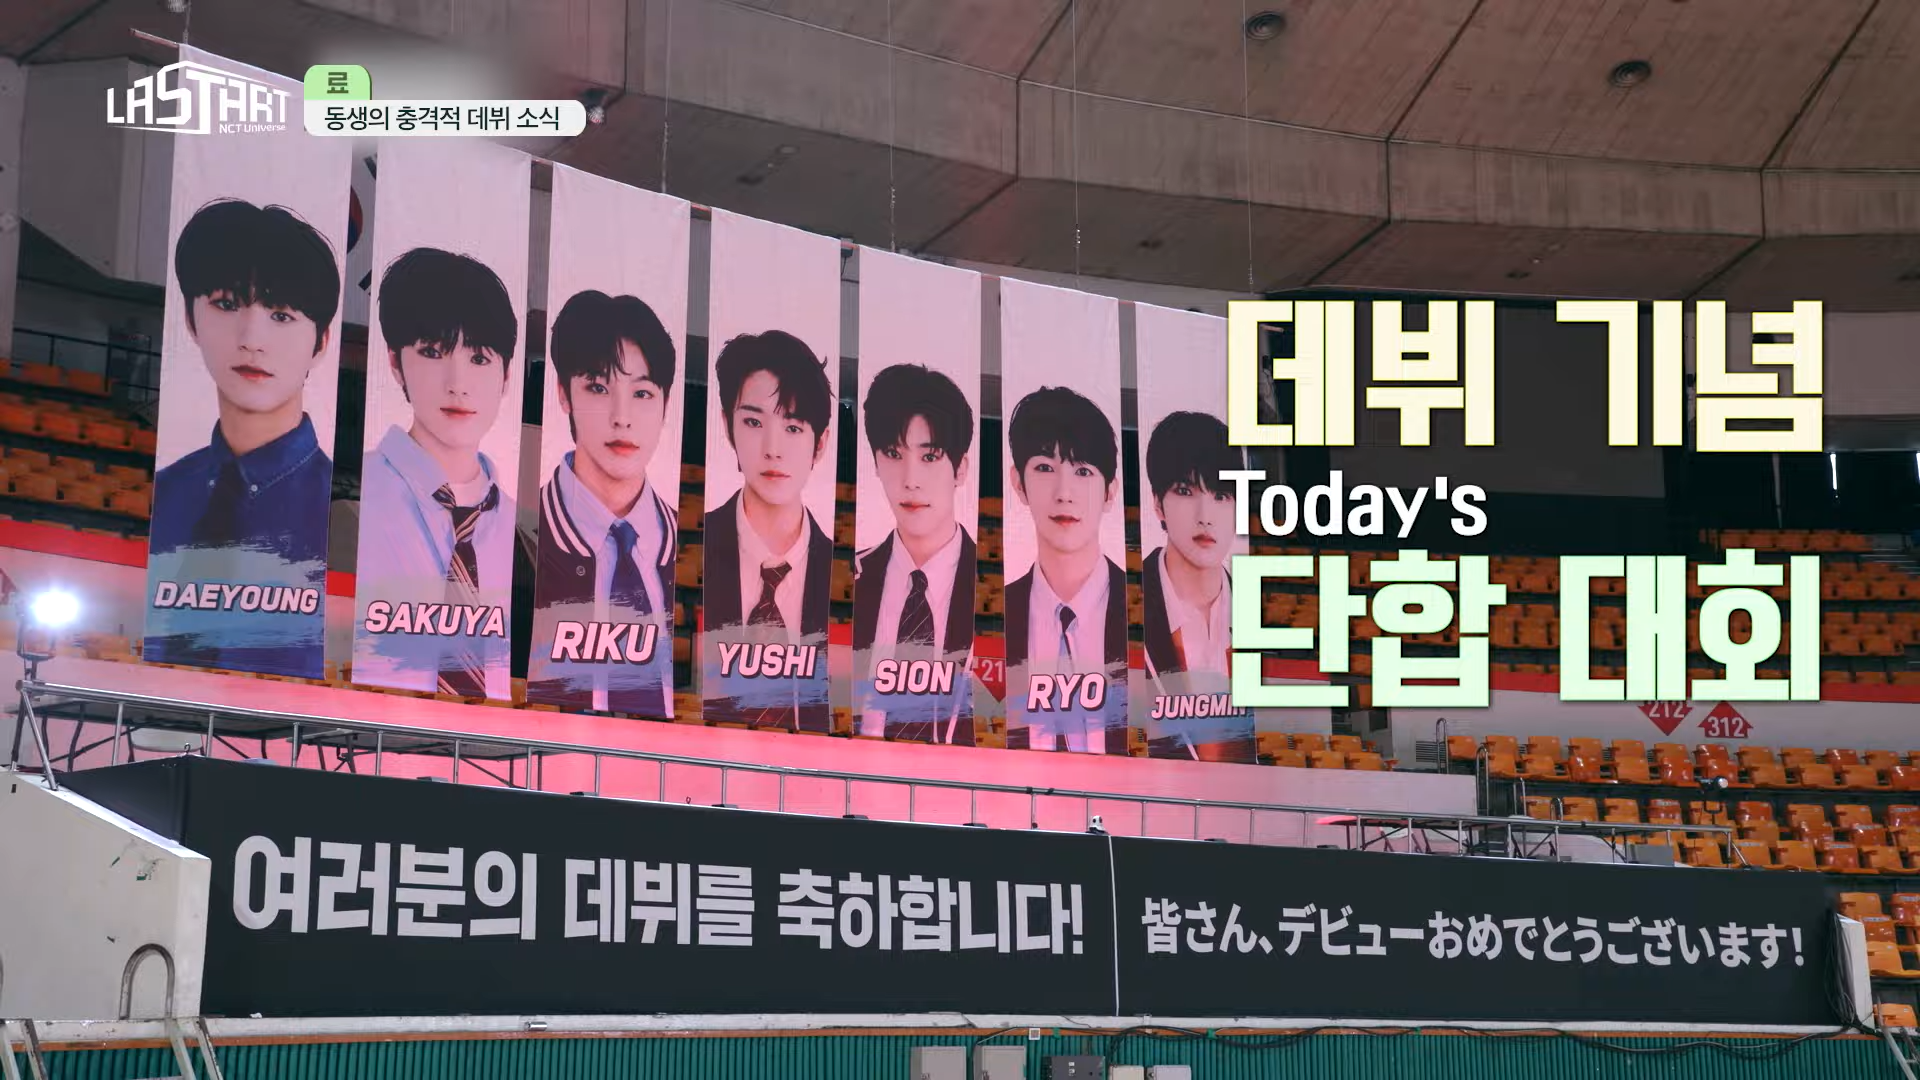 LASTART
NCT Universe
료
동생의 충격적 데뷔 소식
데뷔 기념
Today's
단합 대회
DAEYOUNG
SAKUYA
RIKU
YUSHI
SION
RYO
JUNGMIN
212
312
여러분의 데뷔를 축하합니다!
皆さん、デビューおめでとうございます!